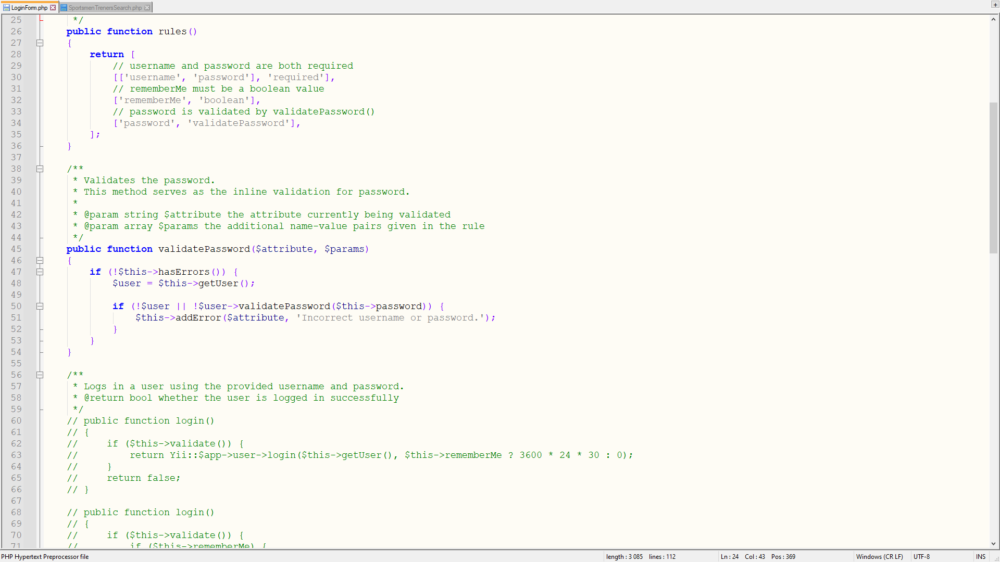 LoginForm.php SportsmenTrenersSearch.php +
25 */
26 public function rules()
27 {
28 return [
29 // username and password are both required
30 [['username', 'password'], 'required'],
31 // rememberMe must be a boolean value
32 ['rememberMe', 'boolean'],
33 // password is validated by validatePassword()
34 ['password', 'validatePassword'],
35 ];
36 }
37
38 /**
39 * Validates the password.
40 * This method serves as the inline validation for password.
41 *
42 * @param string $attribute the attribute currently being validated
43 * @param array $params the additional name-value pairs given in the rule
44 */
45 public function validatePassword($attribute, $params)
46 {
47 if (!$this->hasErrors()) {
48 $user = $this->getUser();
49
50 if (!$user || !$user->validatePassword($this->password)) {
51 $this->addError($attribute, 'Incorrect username or password.');
52 }
53 }
54 }
55
56 /**
57 * Logs in a user using the provided username and password.
58 * @return bool whether the user is logged in successfully
59 */
60 // public function login()
61 // {
62 // if ($this->validate()) {
63 // return Yii::$app->user->login($this->getUser(), $this->rememberMe ? 3600 * 24 * 30 : 0);
64 // }
65 // return false;
66 // }
67
68 // public function login()
69 // {
70 // if ($this->validate()) {
71 // if ($this->rememberMe) {
PHP Hypertext Preprocessor file length : 3 085 lines : 112 Ln : 24 Col : 43 Pos : 369 Windows (CR LF) UTF-8 INS